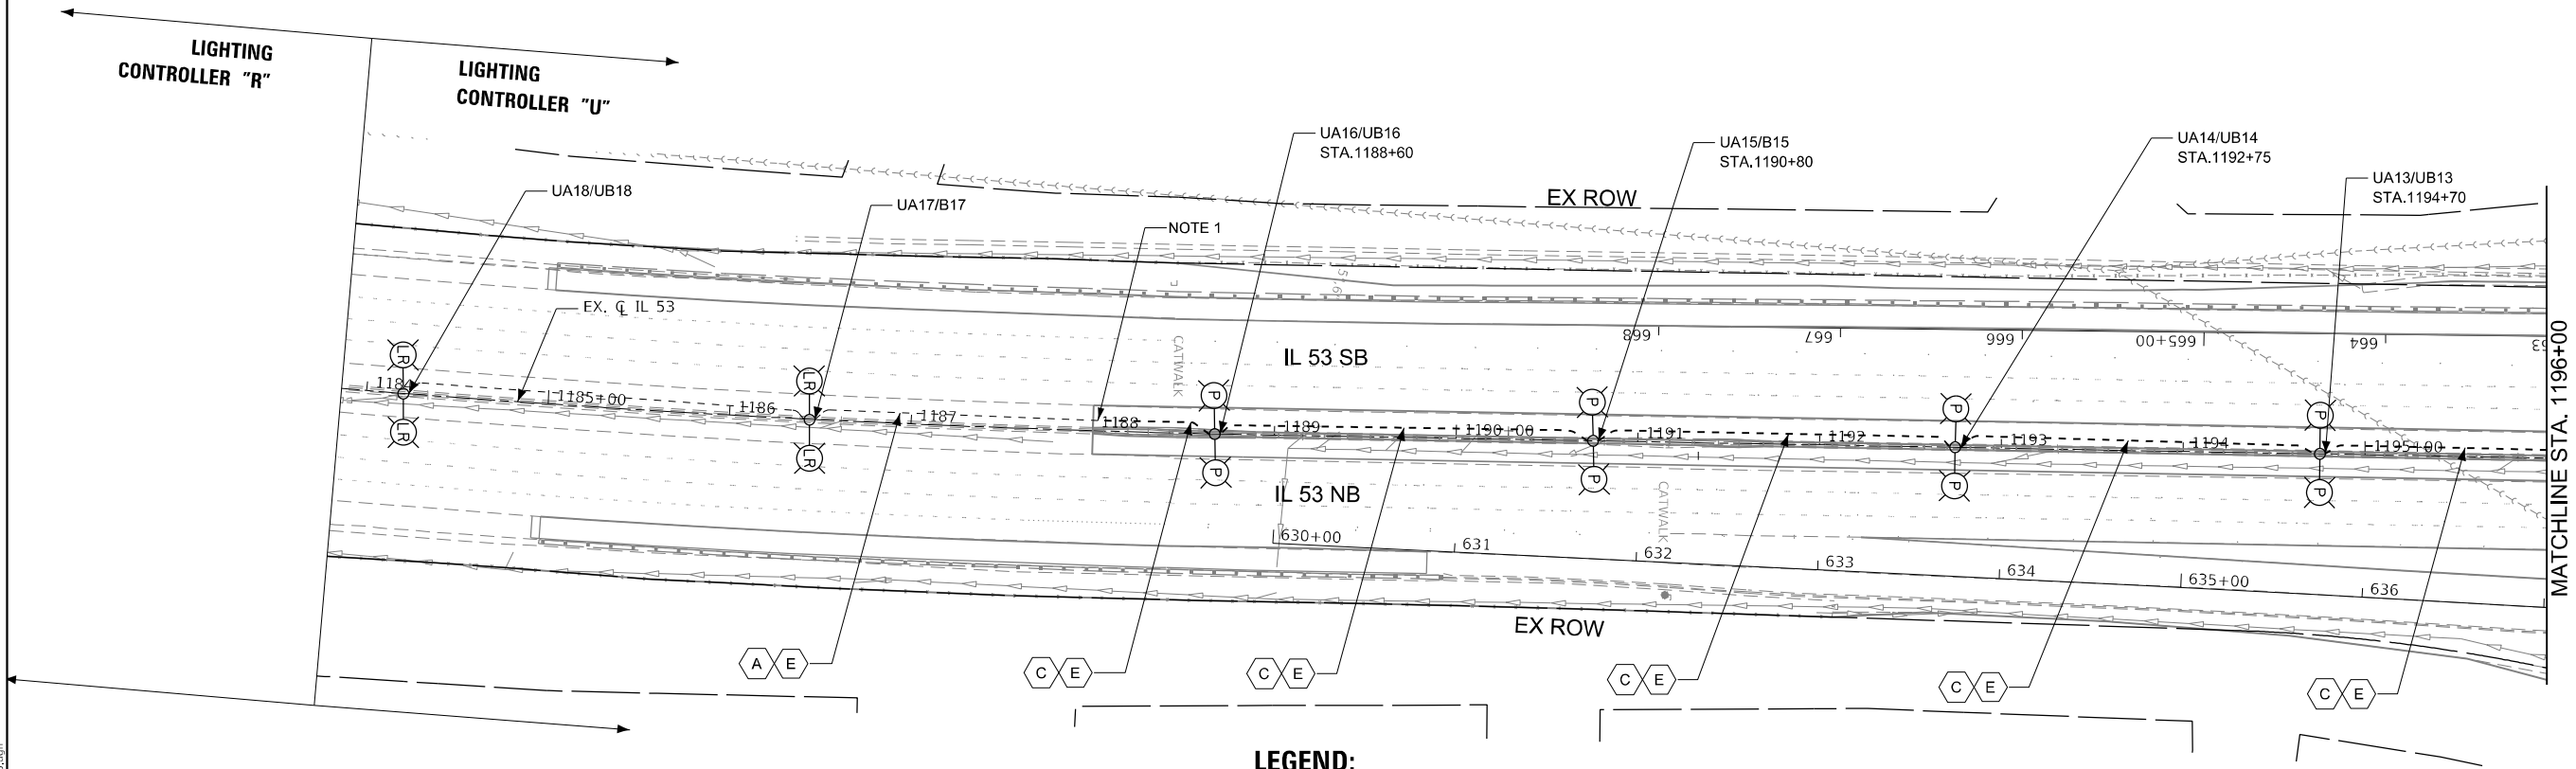 LIGHTING
CONTROLLER "R"
LIGHTING
CONTROLLER "U"
UA18/UB18
UA17/B17
NOTE 1
UA16/UB16
STA.1188+60
UA15/B15
STA.1190+80
UA14/UB14
STA.1192+75
UA13/UB13
STA.1194+70
EX ROW
EX. ℄ IL 53
CATWALK
IL 53 SB
668
667
666
665+00
664
LR
LR
P
P
P
P
1184
1185+00
1186
1187
1188
1189
1190+00
1191
1192
1193
1194
1195+00
LR
LR
P
P
P
P
IL 53 NB
CATWALK
630+00
631
632
633
634
635+00
636
EX ROW
MATCHLINE STA. 1196+00
A E
C E
C E
C E
C E
C E
LEGEND: